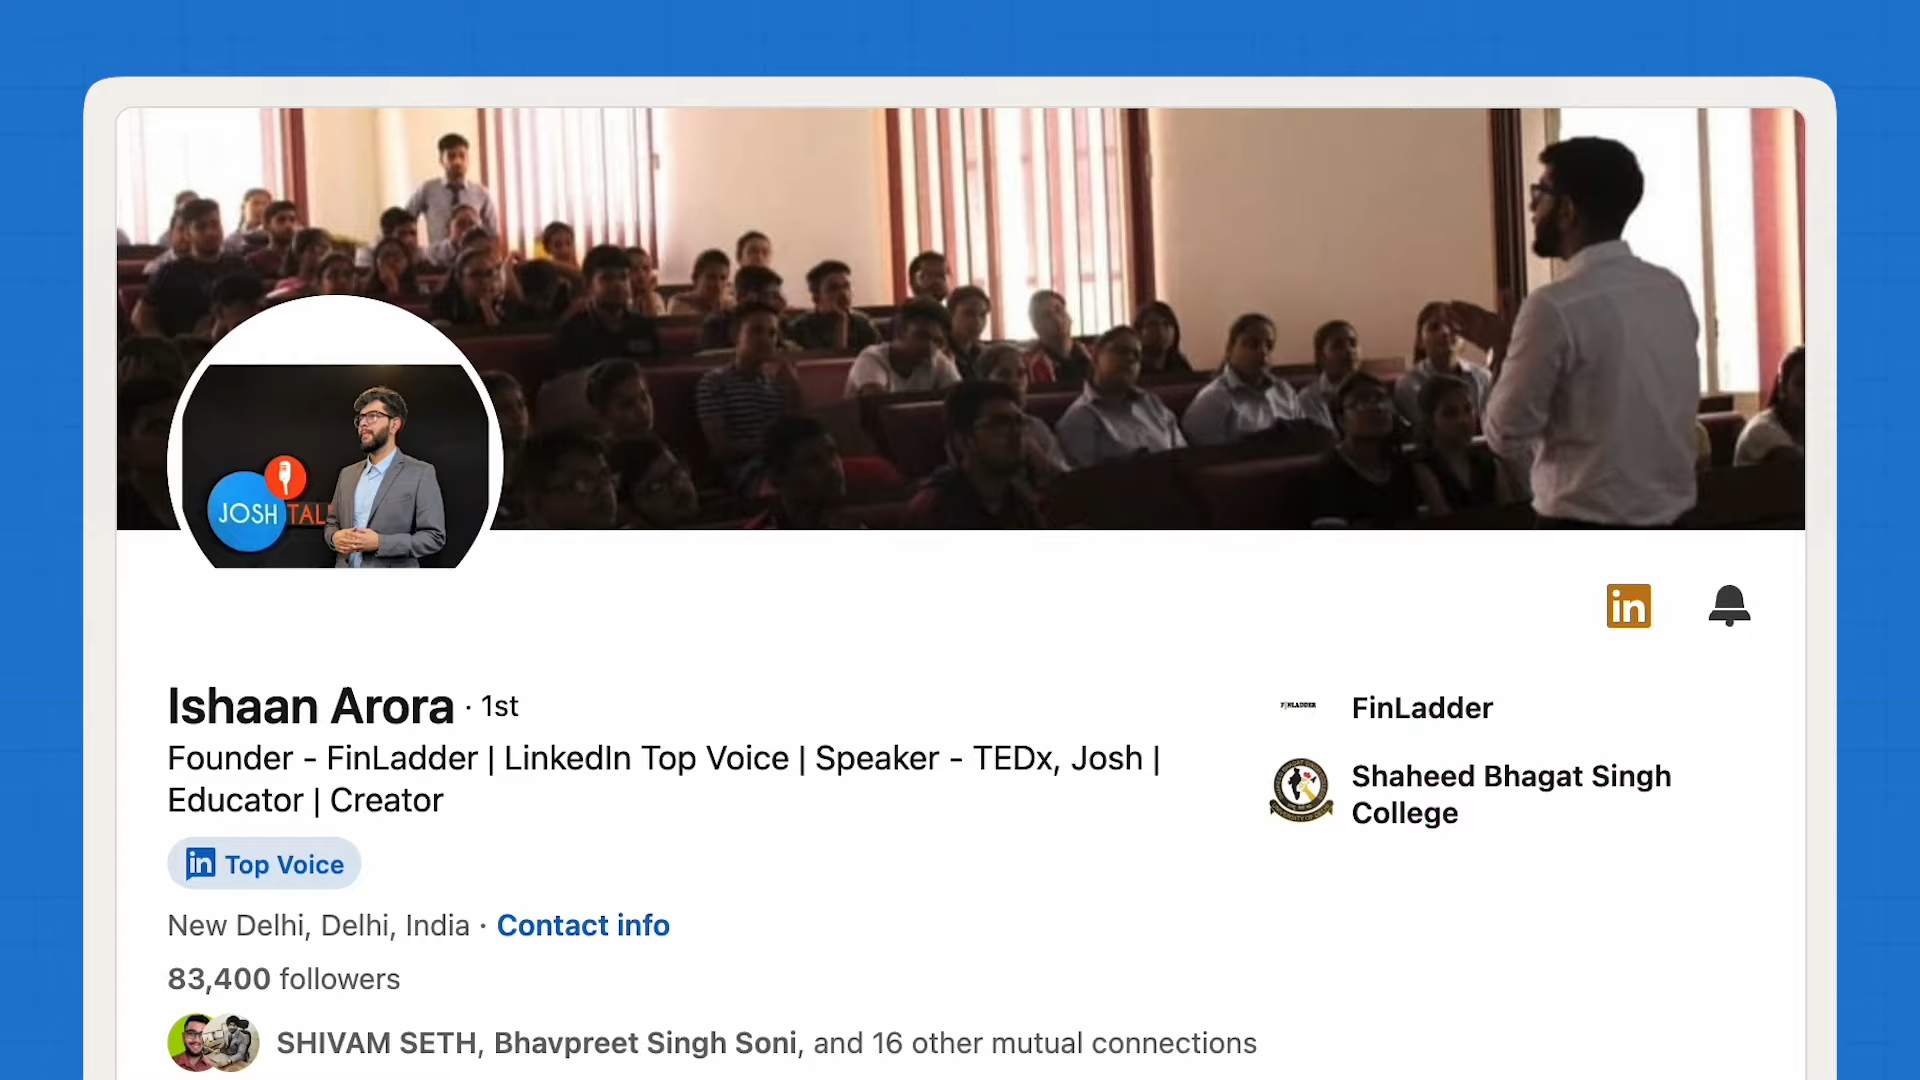 JOSH TAL
in
Ishaan Arora · 1st
FinLadder
Founder - FinLadder | LinkedIn Top Voice | Speaker - TEDx, Josh |
Educator | Creator
Shaheed Bhagat Singh
College
in Top Voice
New Delhi, Delhi, India · Contact info
83,400 followers
SHIVAM SETH, Bhavpreet Singh Soni, and 16 other mutual connections